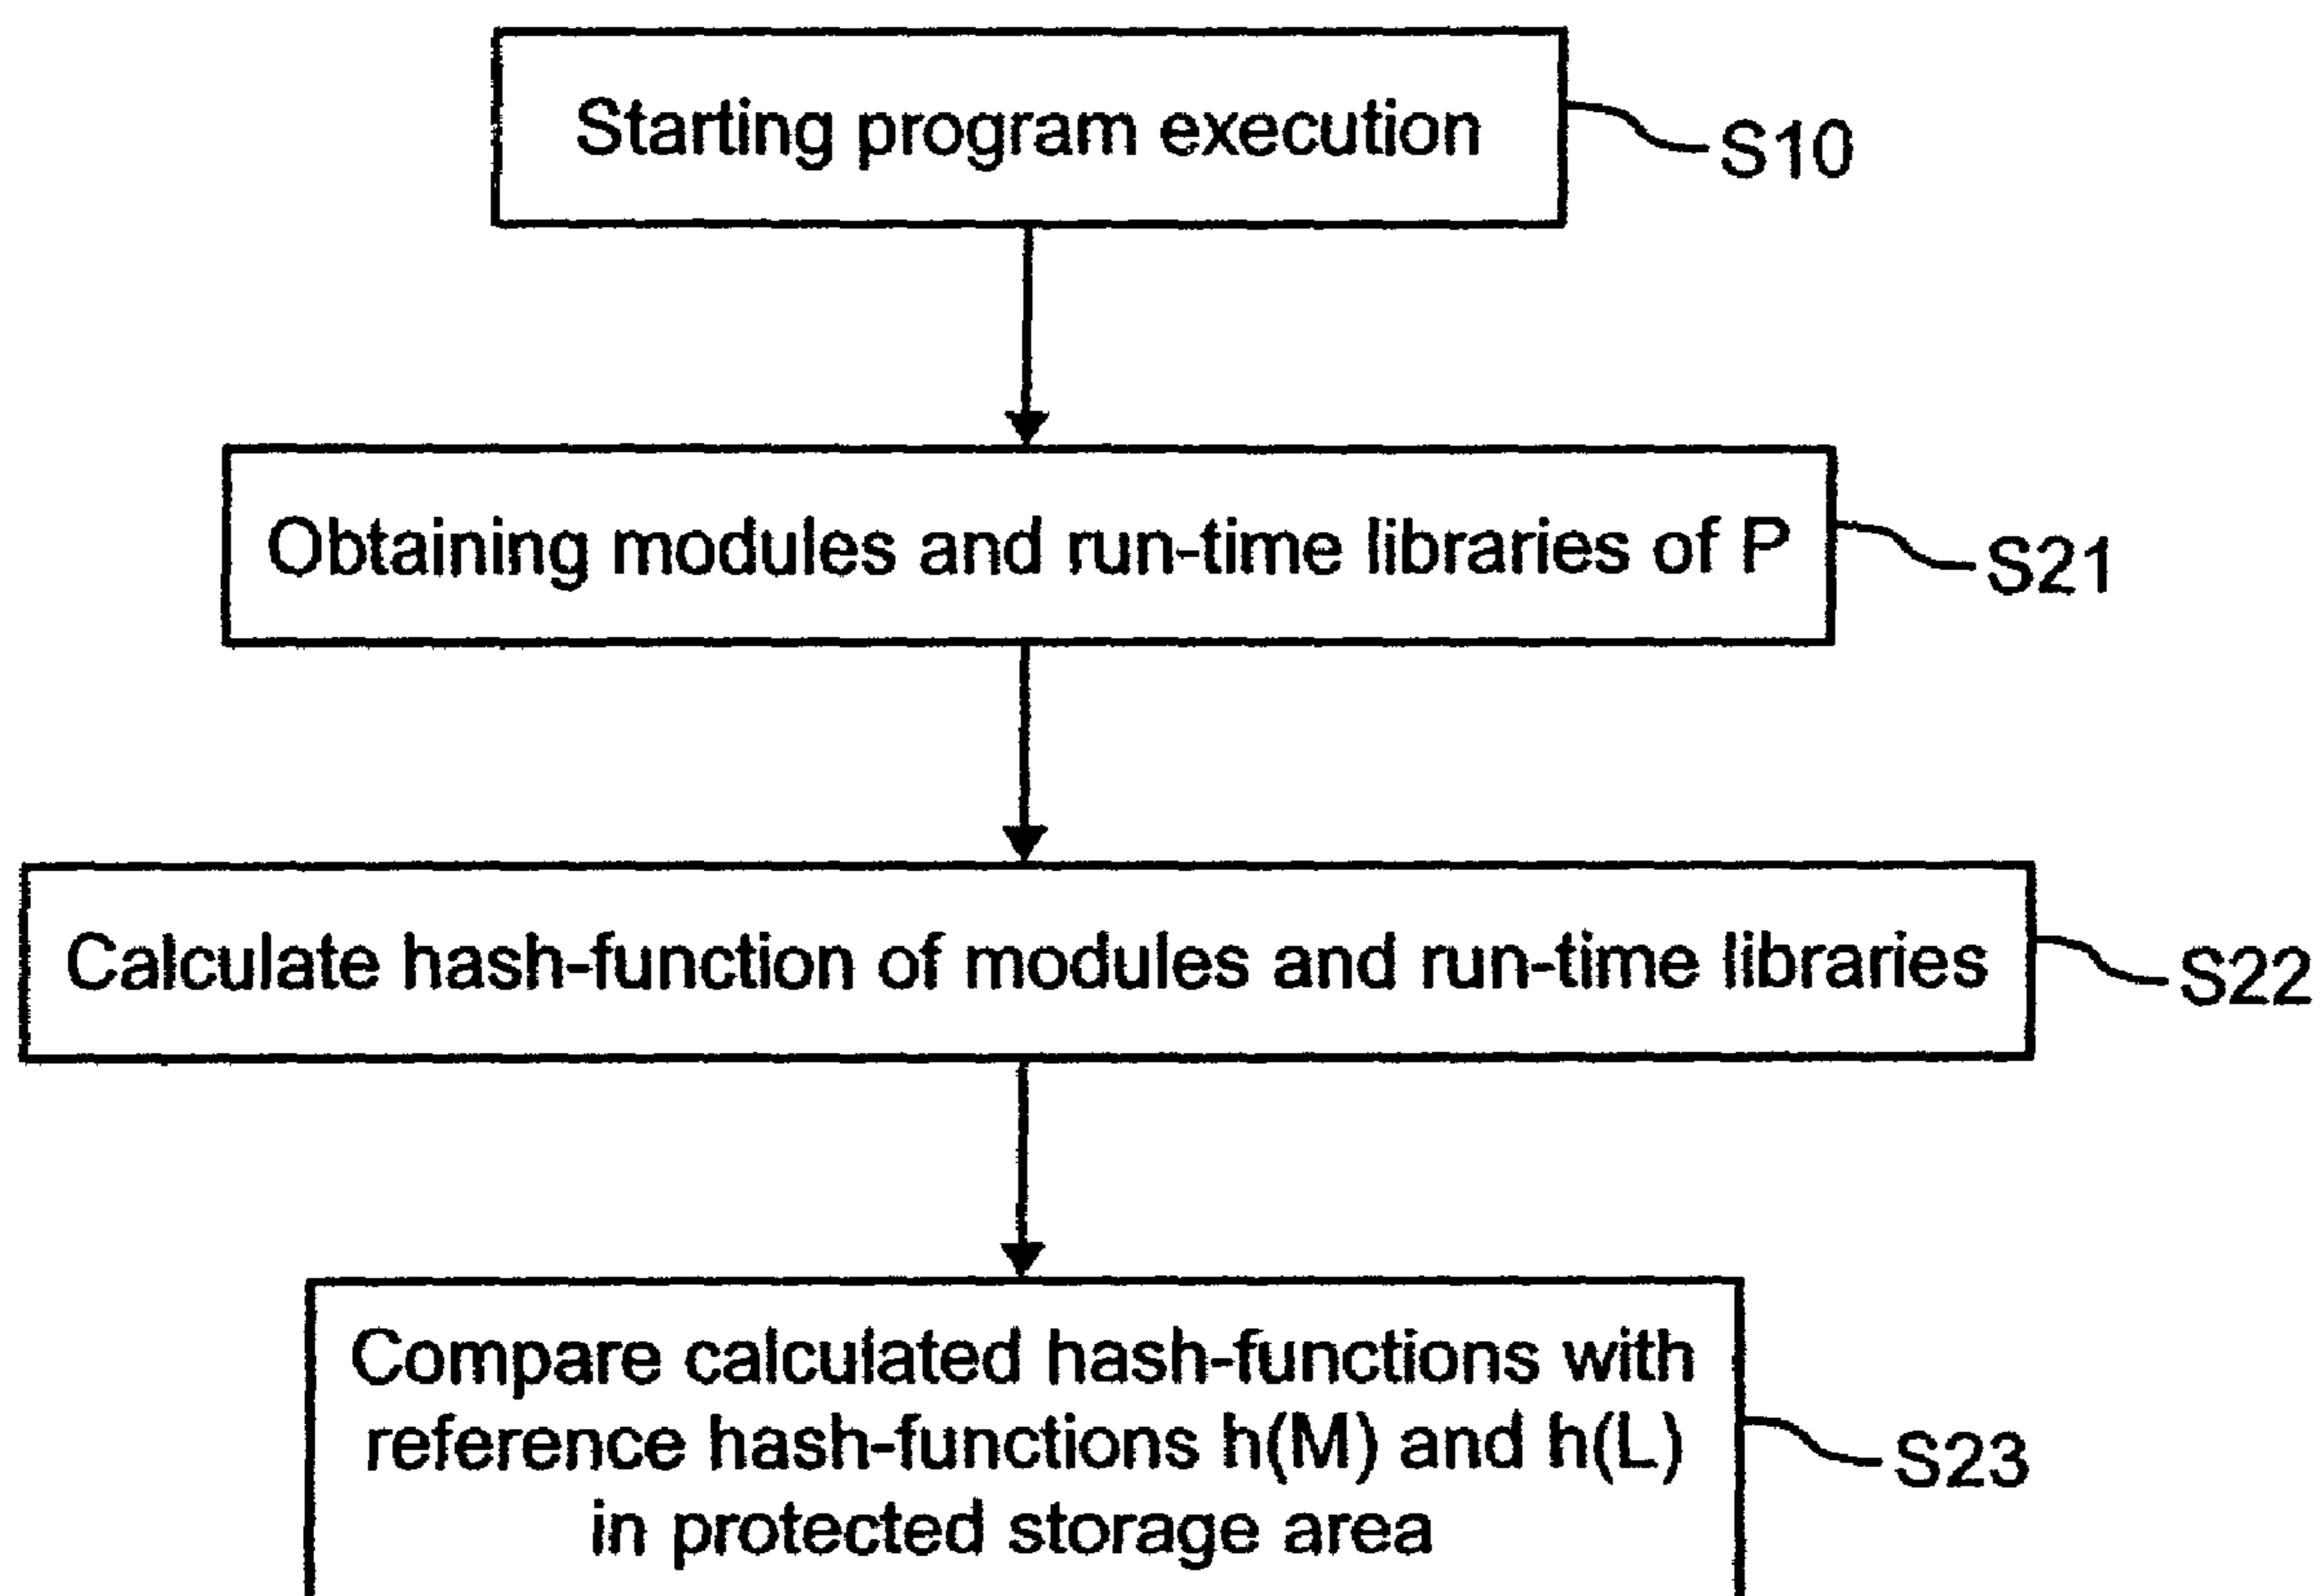 Starting program execution
S10
Obtaining modules and run-time libraries of P
S21
Calculate hash-function of modules and run-time libraries
S22
Compare calculated hash-functions with
reference hash-functions h(M) and h(L)
in protected storage area
S23